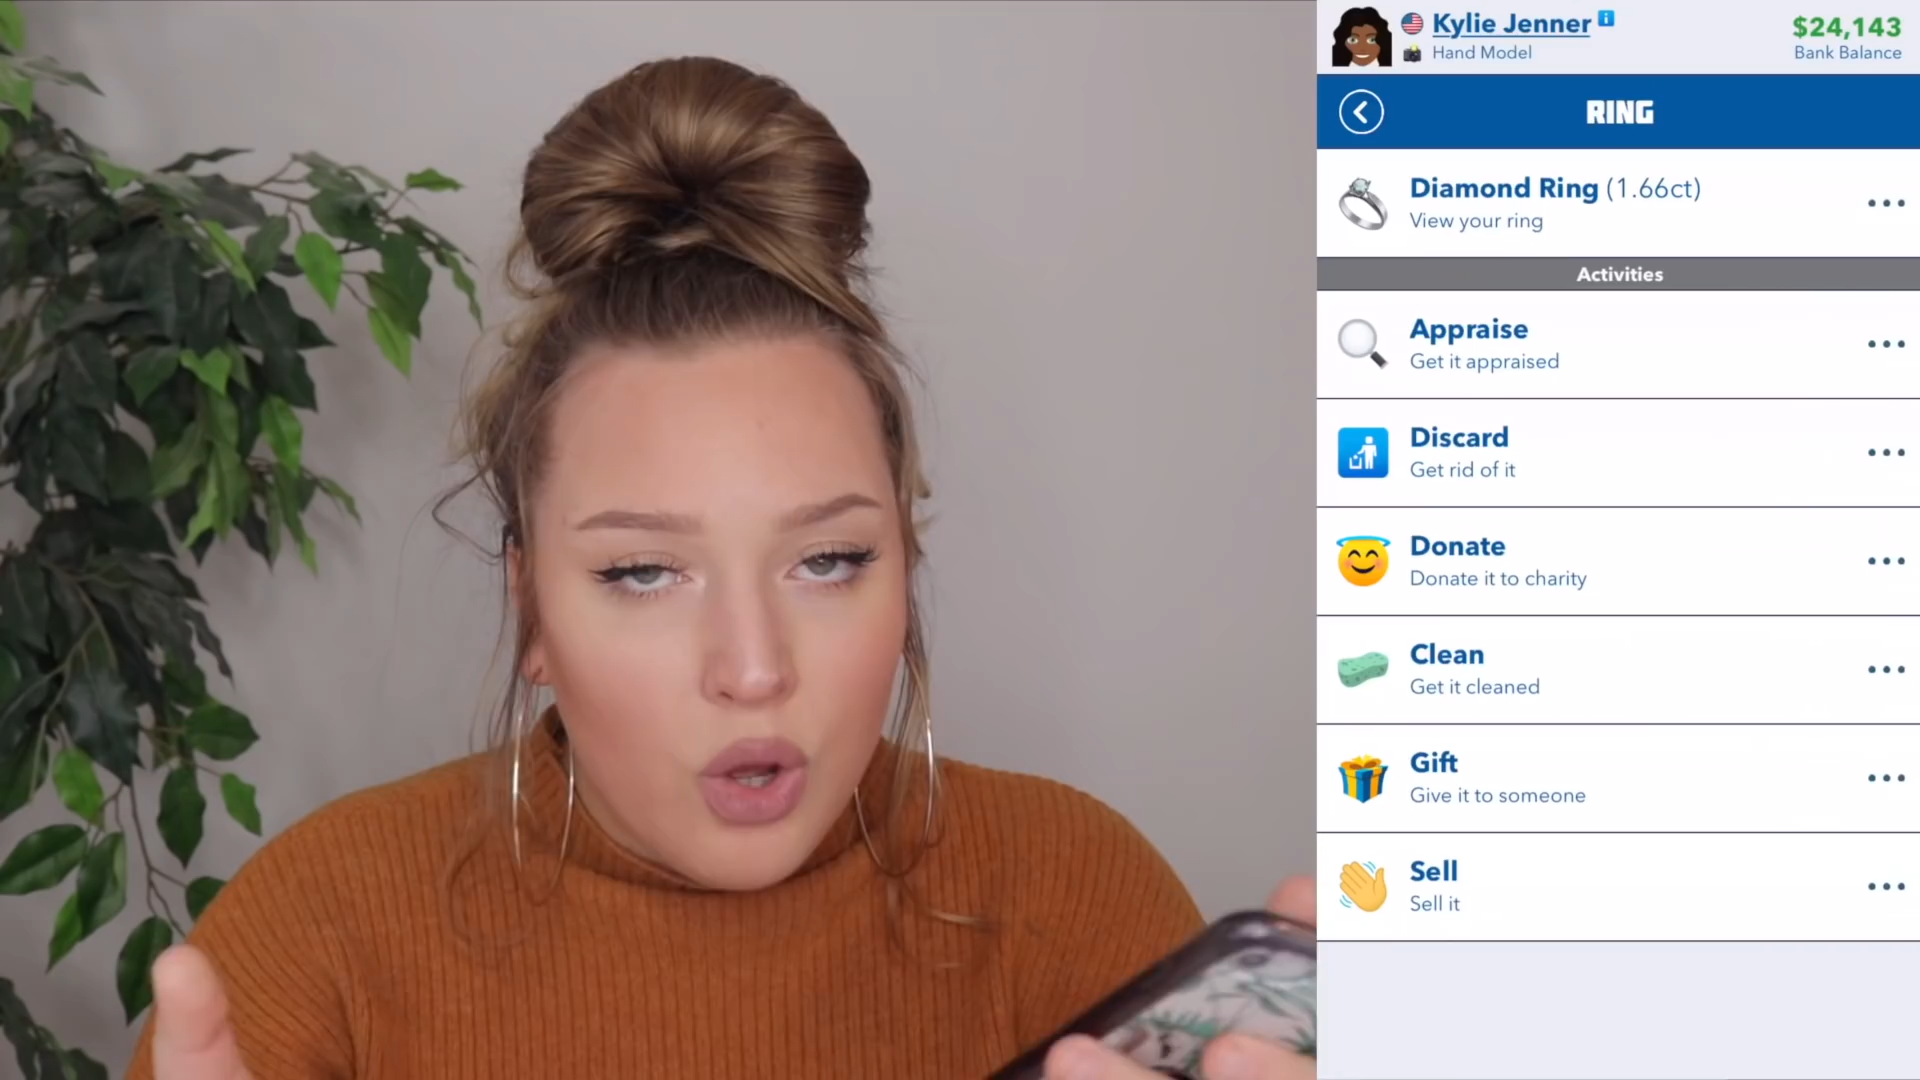 Kylie Jenner
$24,143
Hand Model
Bank Balance
RING
Diamond Ring (1.66ct)
View your ring
Activities
Appraise
Get it appraised
Discard
Get rid of it
Donate
Donate it to charity
Clean
Get it cleaned
Gift
Give it to someone
Sell
Sell it